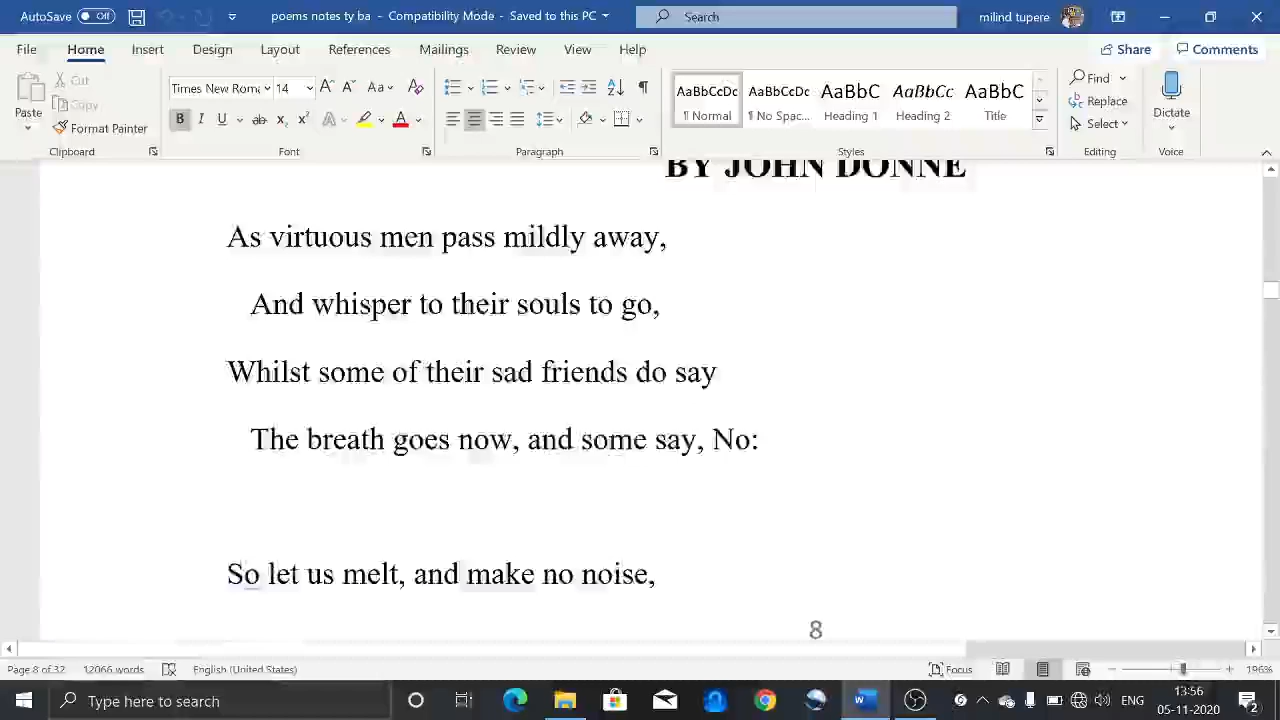 AutoSave Off poems notes by ba - Compatibility Mode - Saved to this PC Search milind tupere
File Home Insert Design Layout References Mailings Review View Help Share Comments
Paste Cut Copy Format Painter
Times New Roma 14
AaBbCcDc AaBbCcDc AaBbC AaBbCc AaBbC
¶ Normal ¶ No Spac... Heading 1 Heading 2 Title
Find Replace Select Dictate
Clipboard Font Paragraph Styles Editing Voice
BY JOHN DONNE
As virtuous men pass mildly away,
And whisper to their souls to go,
Whilst some of their sad friends do say
The breath goes now, and some say, No:
So let us melt, and make no noise,
8
Page 8 of 32 12066 words English (United States) Focus 196%
Type here to search ENG 13:56
05-11-2020 2